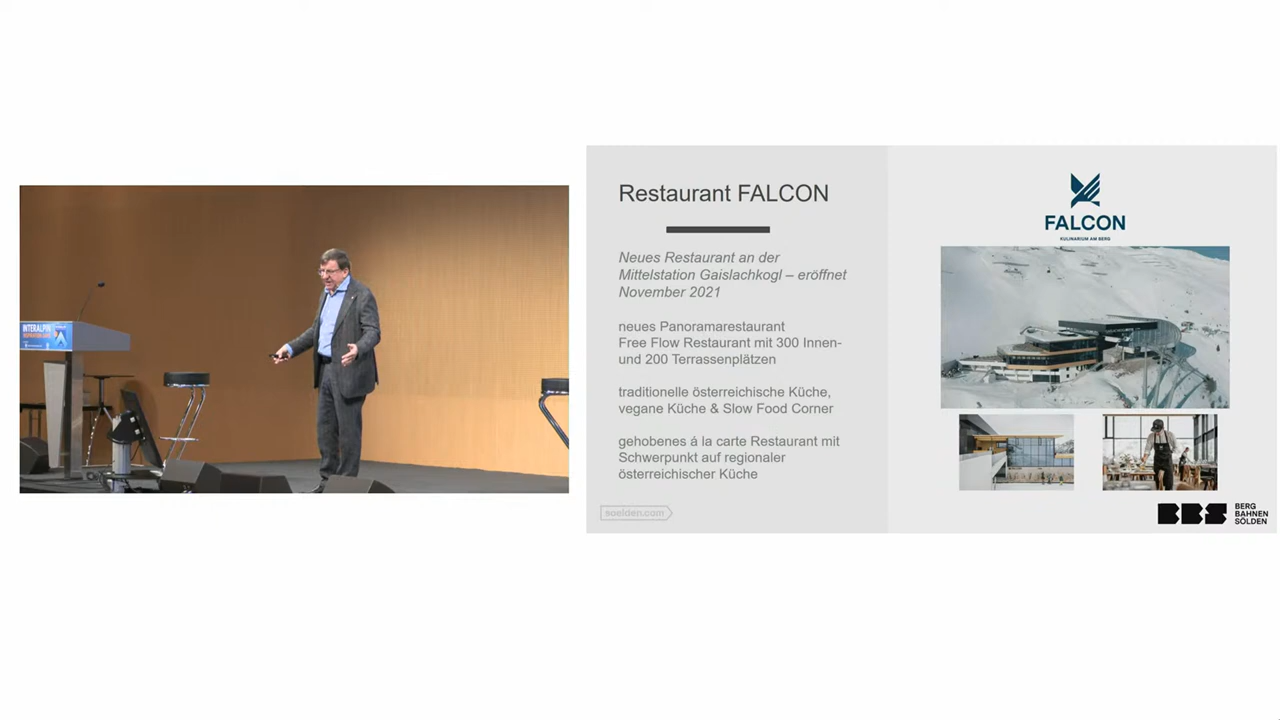 INTERALPIN
Restaurant FALCON
Neues Restaurant an der
Mittelstation Gaislachkogl – eröffnet
November 2021
neues Panoramarestaurant
Free Flow Restaurant mit 300 Innen-
und 200 Terrassenplätzen
traditionelle österreichische Küche,
vegane Küche & Slow Food Corner
gehobenes á la carte Restaurant mit
Schwerpunkt auf regionaler
österreichischer Küche
soelden.com
FALCON
KULINARIUM AM BERG
BBS
BERG
BAHNEN
SÖLDEN